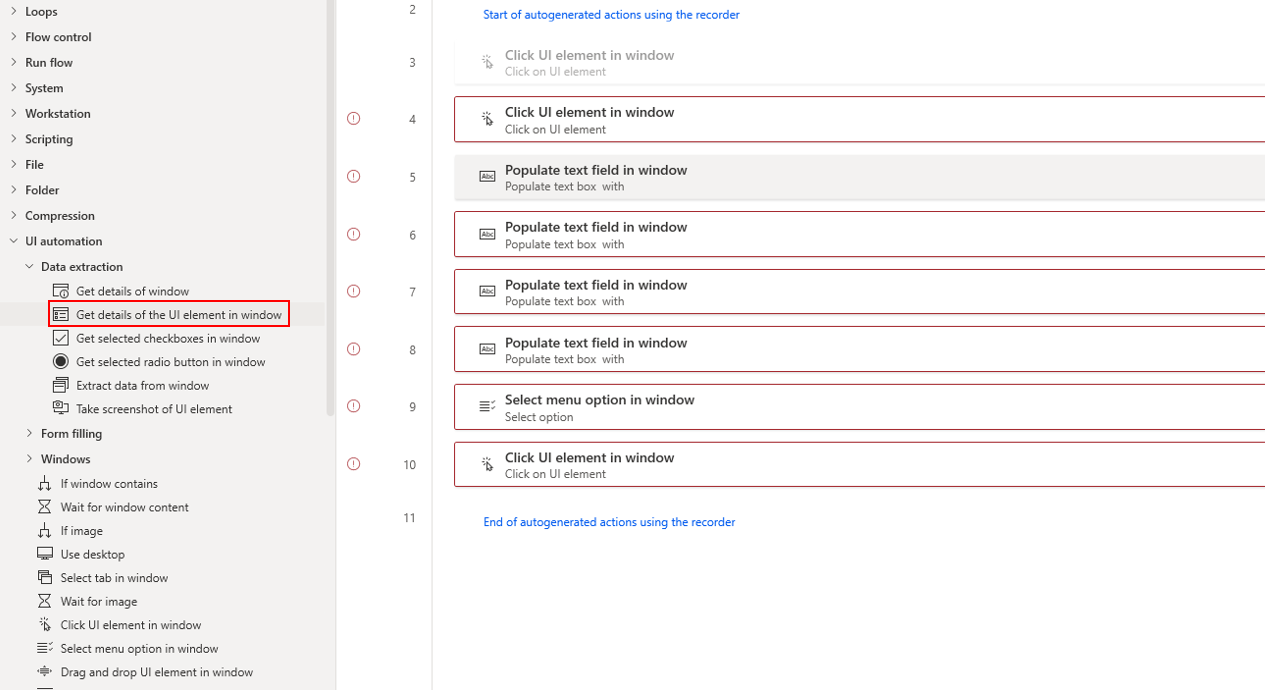 Loops
Flow control
Run flow
System
Workstation
Scripting
File
Folder
Compression
UI automation
Data extraction
Get details of window
Get details of the UI element in window
Get selected checkboxes in window
Get selected radio button in window
Extract data from window
Take screenshot of UI element
Form filling
Windows
If window contains
Wait for window content
If image
Use desktop
Select tab in window
Wait for image
Click UI element in window
Select menu option in window
Drag and drop UI element in window
2
Start of autogenerated actions using the recorder
3
Click UI element in window
Click on UI element
4
Click UI element in window
Click on UI element
5
Abc
Populate text field in window
Populate text box with
6
Abc
Populate text field in window
Populate text box with
7
Abc
Populate text field in window
Populate text box with
8
Abc
Populate text field in window
Populate text box with
9
Select menu option in window
Select option
10
Click UI element in window
Click on UI element
11
End of autogenerated actions using the recorder